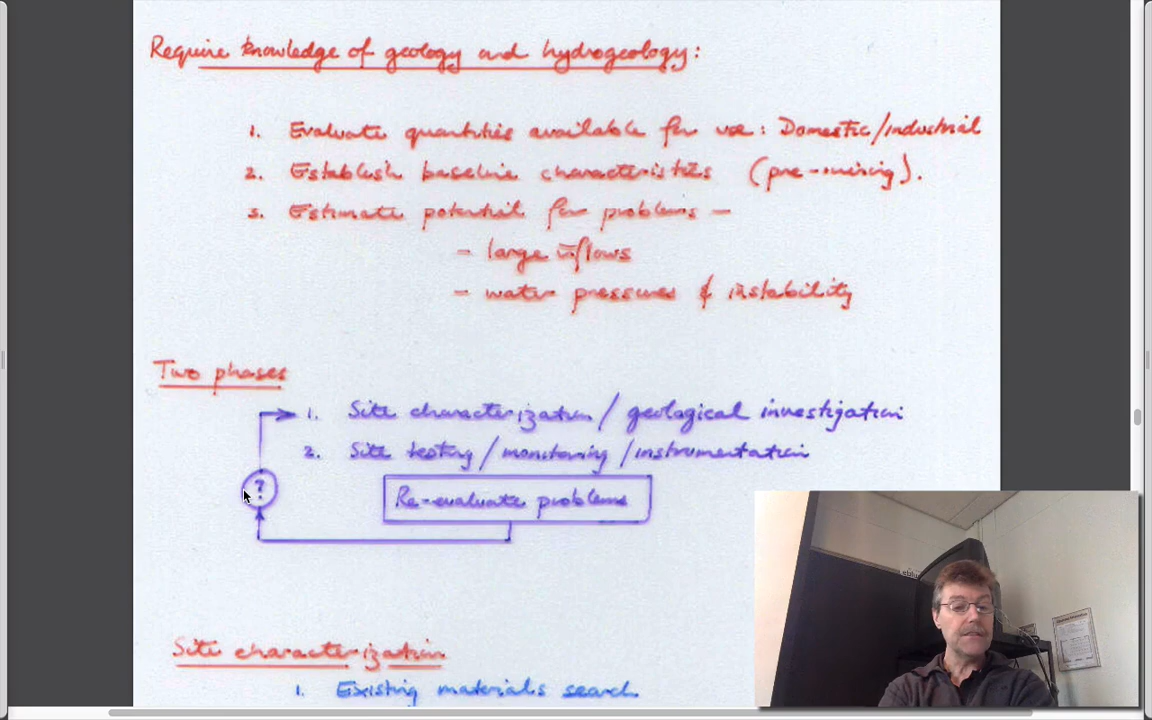 Require knowledge of geology and hydrogeology:
1. Evaluate quantities available for use: Domestic/industrial
2. Establish baseline characteristics (pre-mining).
3. Estimate potential for problems -
- large inflows
- water pressures & instability
Two phases
1. Site characterization/geological investigation
2. Site testing/monitoring/instrumentation
?
Re-evaluate problems
Site characterization
1. Existing materials search